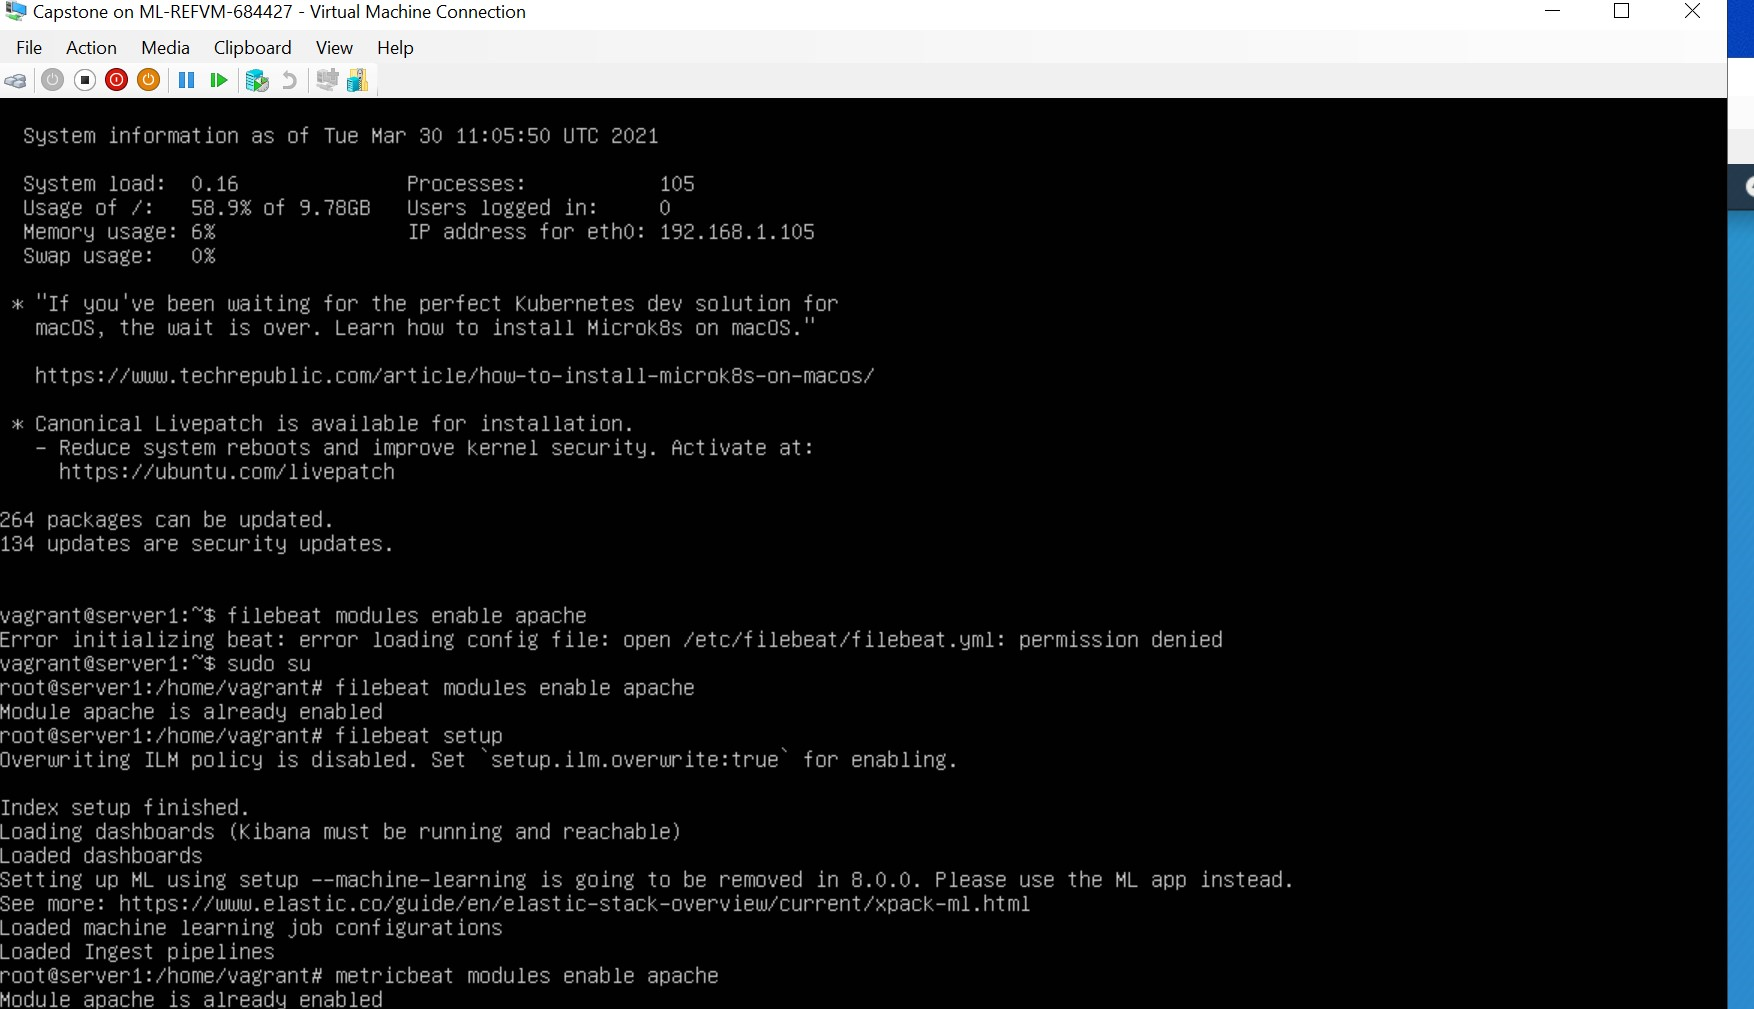 Capstone on ML-REFVM-684427 - Virtual Machine Connection
File Action Media Clipboard View Help
System information as of Tue Mar 30 11:05:50 UTC 2021
System load: 0.16 Processes: 105
Usage of /: 58.9% of 9.78GB Users logged in: 0
Memory usage: 6% IP address for eth0: 192.168.1.105
Swap usage: 0%
* "If you've been waiting for the perfect Kubernetes dev solution for
macOS, the wait is over. Learn how to install Microk8s on macOS."
https://www.techrepublic.com/article/how-to-install-microk8s-on-macos/
* Canonical Livepatch is available for installation.
- Reduce system reboots and improve kernel security. Activate at:
https://ubuntu.com/livepatch
264 packages can be updated.
134 updates are security updates.
vagrant@server1:~$ filebeat modules enable apache
Error initializing beat: error loading config file: open /etc/filebeat/filebeat.yml: permission denied
vagrant@server1:~$ sudo su
root@server1:/home/vagrant# filebeat modules enable apache
Module apache is already enabled
root@server1:/home/vagrant# filebeat setup
Overwriting ILM policy is disabled. Set `setup.ilm.overwrite:true` for enabling.
Index setup finished.
Loading dashboards (Kibana must be running and reachable)
Loaded dashboards
Setting up ML using setup --machine-learning is going to be removed in 8.0.0. Please use the ML app instead.
See more: https://www.elastic.co/guide/en/elastic-stack-overview/current/xpack-ml.html
Loaded machine learning job configurations
Loaded Ingest pipelines
root@server1:/home/vagrant# metricbeat modules enable apache
Module apache is already enabled